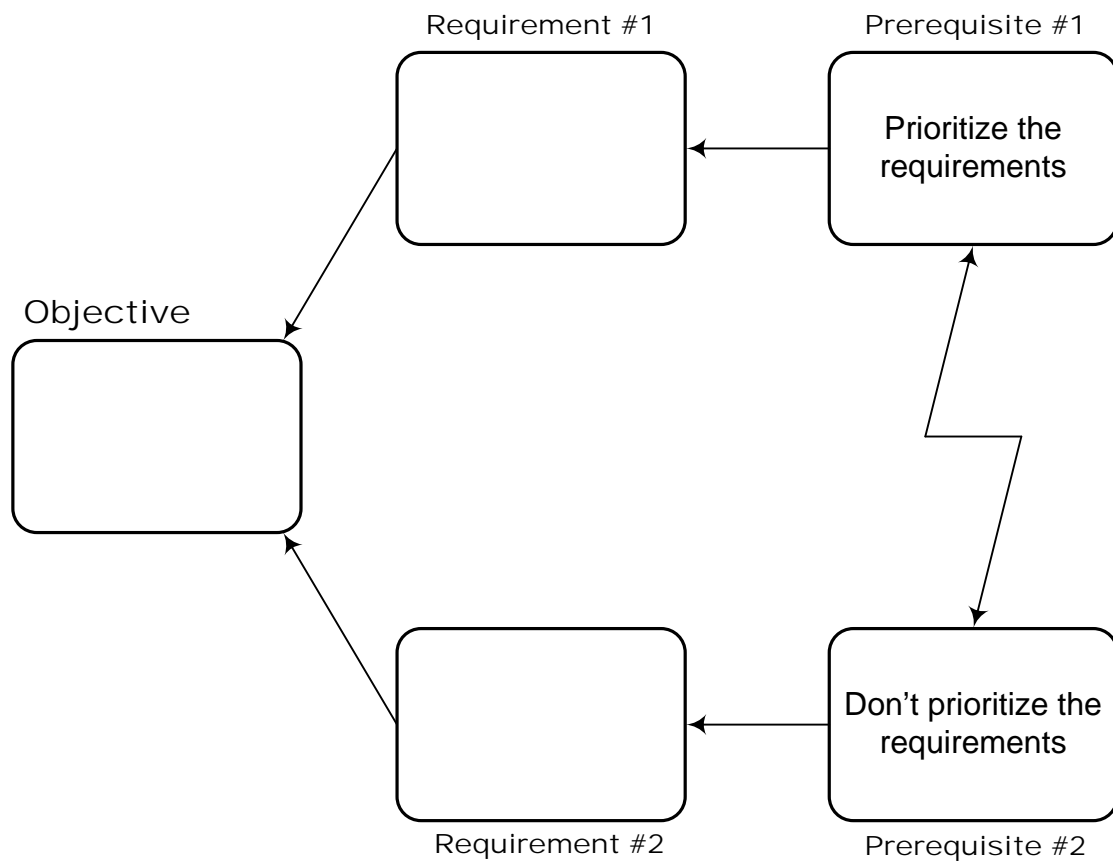 Requirement #1
Prerequisite #1
Prioritize the
requirements
Objective
Don't prioritize the
requirements
Requirement #2
Prerequisite #2